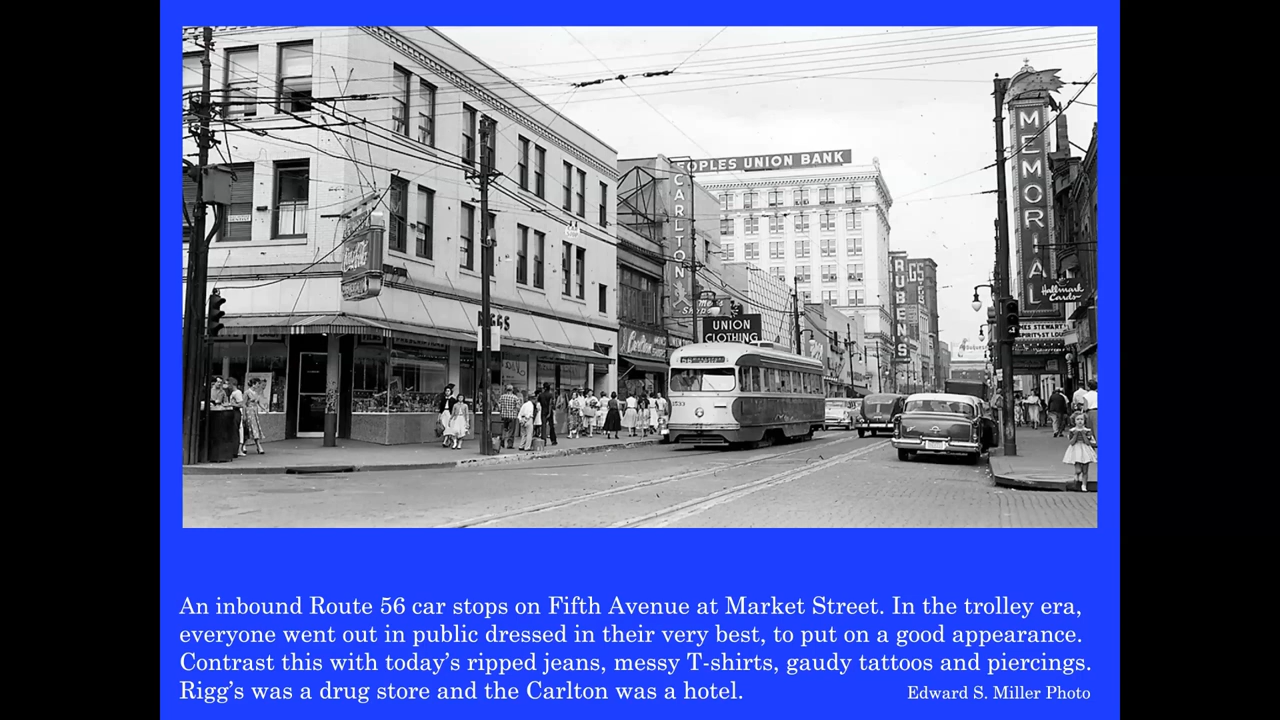 PEOPLES UNION BANK
CARLTON
MEMORIAL
Hallmark
Cards
RUBENS
UNION
CLOTHING
RIGGS
An inbound Route 56 car stops on Fifth Avenue at Market Street. In the trolley era,
everyone went out in public dressed in their very best, to put on a good appearance.
Contrast this with today’s ripped jeans, messy T-shirts, gaudy tattoos and piercings.
Rigg’s was a drug store and the Carlton was a hotel.
Edward S. Miller Photo